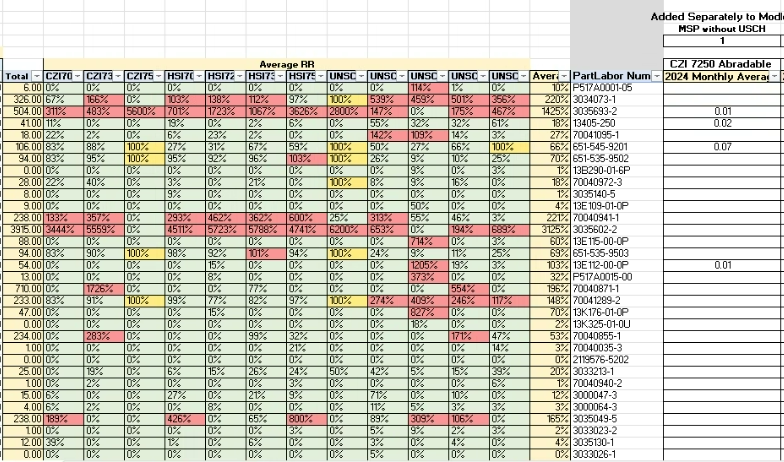 Added Separately to Mod
MSP without USCH
1
Average RR CZI 7250 Abradable
Total CZI70 CZI73 CZI75 HSI70 HSI72 HSI73 HSI75 UNSC UNSC UNSC UNSC UNSC Avera PartLabor Num 2024 Monthly Averag
6.00 0% 0% 0% 0% 0% 0% 0% 0% 0% 114% 1% 0% 10% P517A0001-05
326.00 67% 166% 0% 103% 138% 112% 97% 100% 539% 459% 501% 356% 220% 3034073-1
504.00 311% 483% 5600% 701% 1723% 1067% 3626% 2800% 147% 0% 175% 467% 1425% 3035693-2 0.01
41.00 11% 0% 0% 19% 0% 2% 6% 0% 55% 32% 32% 61% 18% 13405-250 0.02
18.00 22% 2% 0% 6% 23% 2% 0% 0% 142% 109% 14% 3% 27% 70041095-1
106.00 83% 88% 100% 27% 31% 67% 59% 100% 50% 27% 66% 100% 66% 651-545-9201 0.07
94.00 83% 95% 100% 95% 92% 96% 103% 100% 26% 9% 10% 25% 70% 651-535-9502
0.00 0% 0% 0% 0% 0% 0% 0% 0% 0% 9% 3% 0% 1% 13B290-01-6P
28.00 22% 40% 0% 3% 0% 21% 0% 100% 8% 9% 16% 0% 18% 70040972-3
8.00 0% 0% 0% 9% 0% 0% 0% 0% 0% 0% 0% 0% 1% 3035140-5
9.00 0% 0% 0% 0% 0% 0% 0% 0% 0% 50% 0% 0% 4% 13E109-01-0P
238.00 133% 357% 0% 293% 462% 362% 600% 25% 313% 55% 46% 3% 221% 70040941-1
3915.00 3444% 5559% 0% 4511% 5723% 5788% 4741% 6200% 653% 0% 194% 689% 3125% 3035602-2
88.00 0% 0% 0% 0% 0% 0% 0% 0% 0% 714% 3% 0% 60% 13E115-00-0P
94.00 83% 90% 100% 98% 92% 101% 94% 100% 24% 9% 11% 25% 69% 651-535-9503
54.00 0% 0% 0% 0% 15% 0% 0% 0% 0% 1205% 19% 3% 103% 13E112-00-0P 0.01
13.00 0% 0% 0% 0% 8% 0% 0% 0% 0% 373% 0% 0% 32% P517A0015-00
710.00 0% 1726% 0% 0% 0% 77% 0% 0% 0% 0% 554% 0% 196% 70040871-1
233.00 83% 91% 100% 99% 77% 82% 97% 100% 274% 409% 246% 117% 148% 70041289-2
47.00 0% 0% 0% 0% 15% 0% 0% 0% 0% 827% 0% 0% 70% 13K176-01-0P
0.00 0% 0% 0% 0% 0% 0% 0% 0% 0% 18% 0% 0% 2% 13K325-01-0U
234.00 0% 283% 0% 0% 0% 99% 32% 0% 0% 0% 171% 47% 53% 70040855-1
1.00 0% 0% 0% 0% 0% 0% 21% 0% 0% 0% 0% 14% 3% 70040035-3
0.00 0% 0% 0% 0% 0% 0% 0% 0% 0% 0% 0% 0% 0% 2119576-5202
25.00 0% 19% 0% 6% 15% 26% 24% 50% 42% 5% 15% 39% 20% 3033213-1
1.00 0% 2% 0% 0% 0% 0% 0% 0% 0% 0% 6% 0% 1% 70040940-2
15.00 6% 0% 0% 27% 0% 21% 9% 0% 71% 0% 10% 0% 12% 3000047-3
4.00 6% 2% 0% 0% 8% 0% 0% 0% 11% 5% 3% 3% 3% 3000064-3
238.00 189% 0% 0% 426% 0% 65% 800% 0% 89% 309% 106% 0% 165% 3035049-5
1.00 0% 0% 0% 0% 0% 0% 3% 0% 5% 9% 2% 3% 2% 3033023-2
12.00 39% 0% 0% 1% 0% 6% 0% 0% 3% 0% 4% 0% 4% 3035130-1
0.00 0% 0% 0% 0% 0% 0% 0% 0% 5% 0% 0% 0% 0% 3033026-1